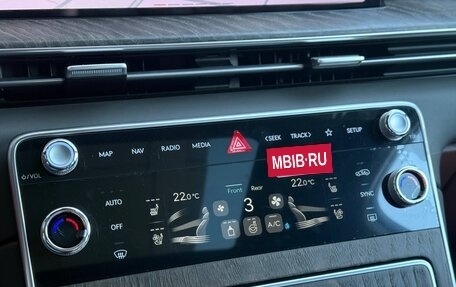 MAP NAV RADIO MEDIA <SEEK TRACK> ☆ SETUP
⏻/VOL
MBIB.RU
AUTO 22.0°C Front Rear 22.0°C
SYNC
3
OFF
A/C